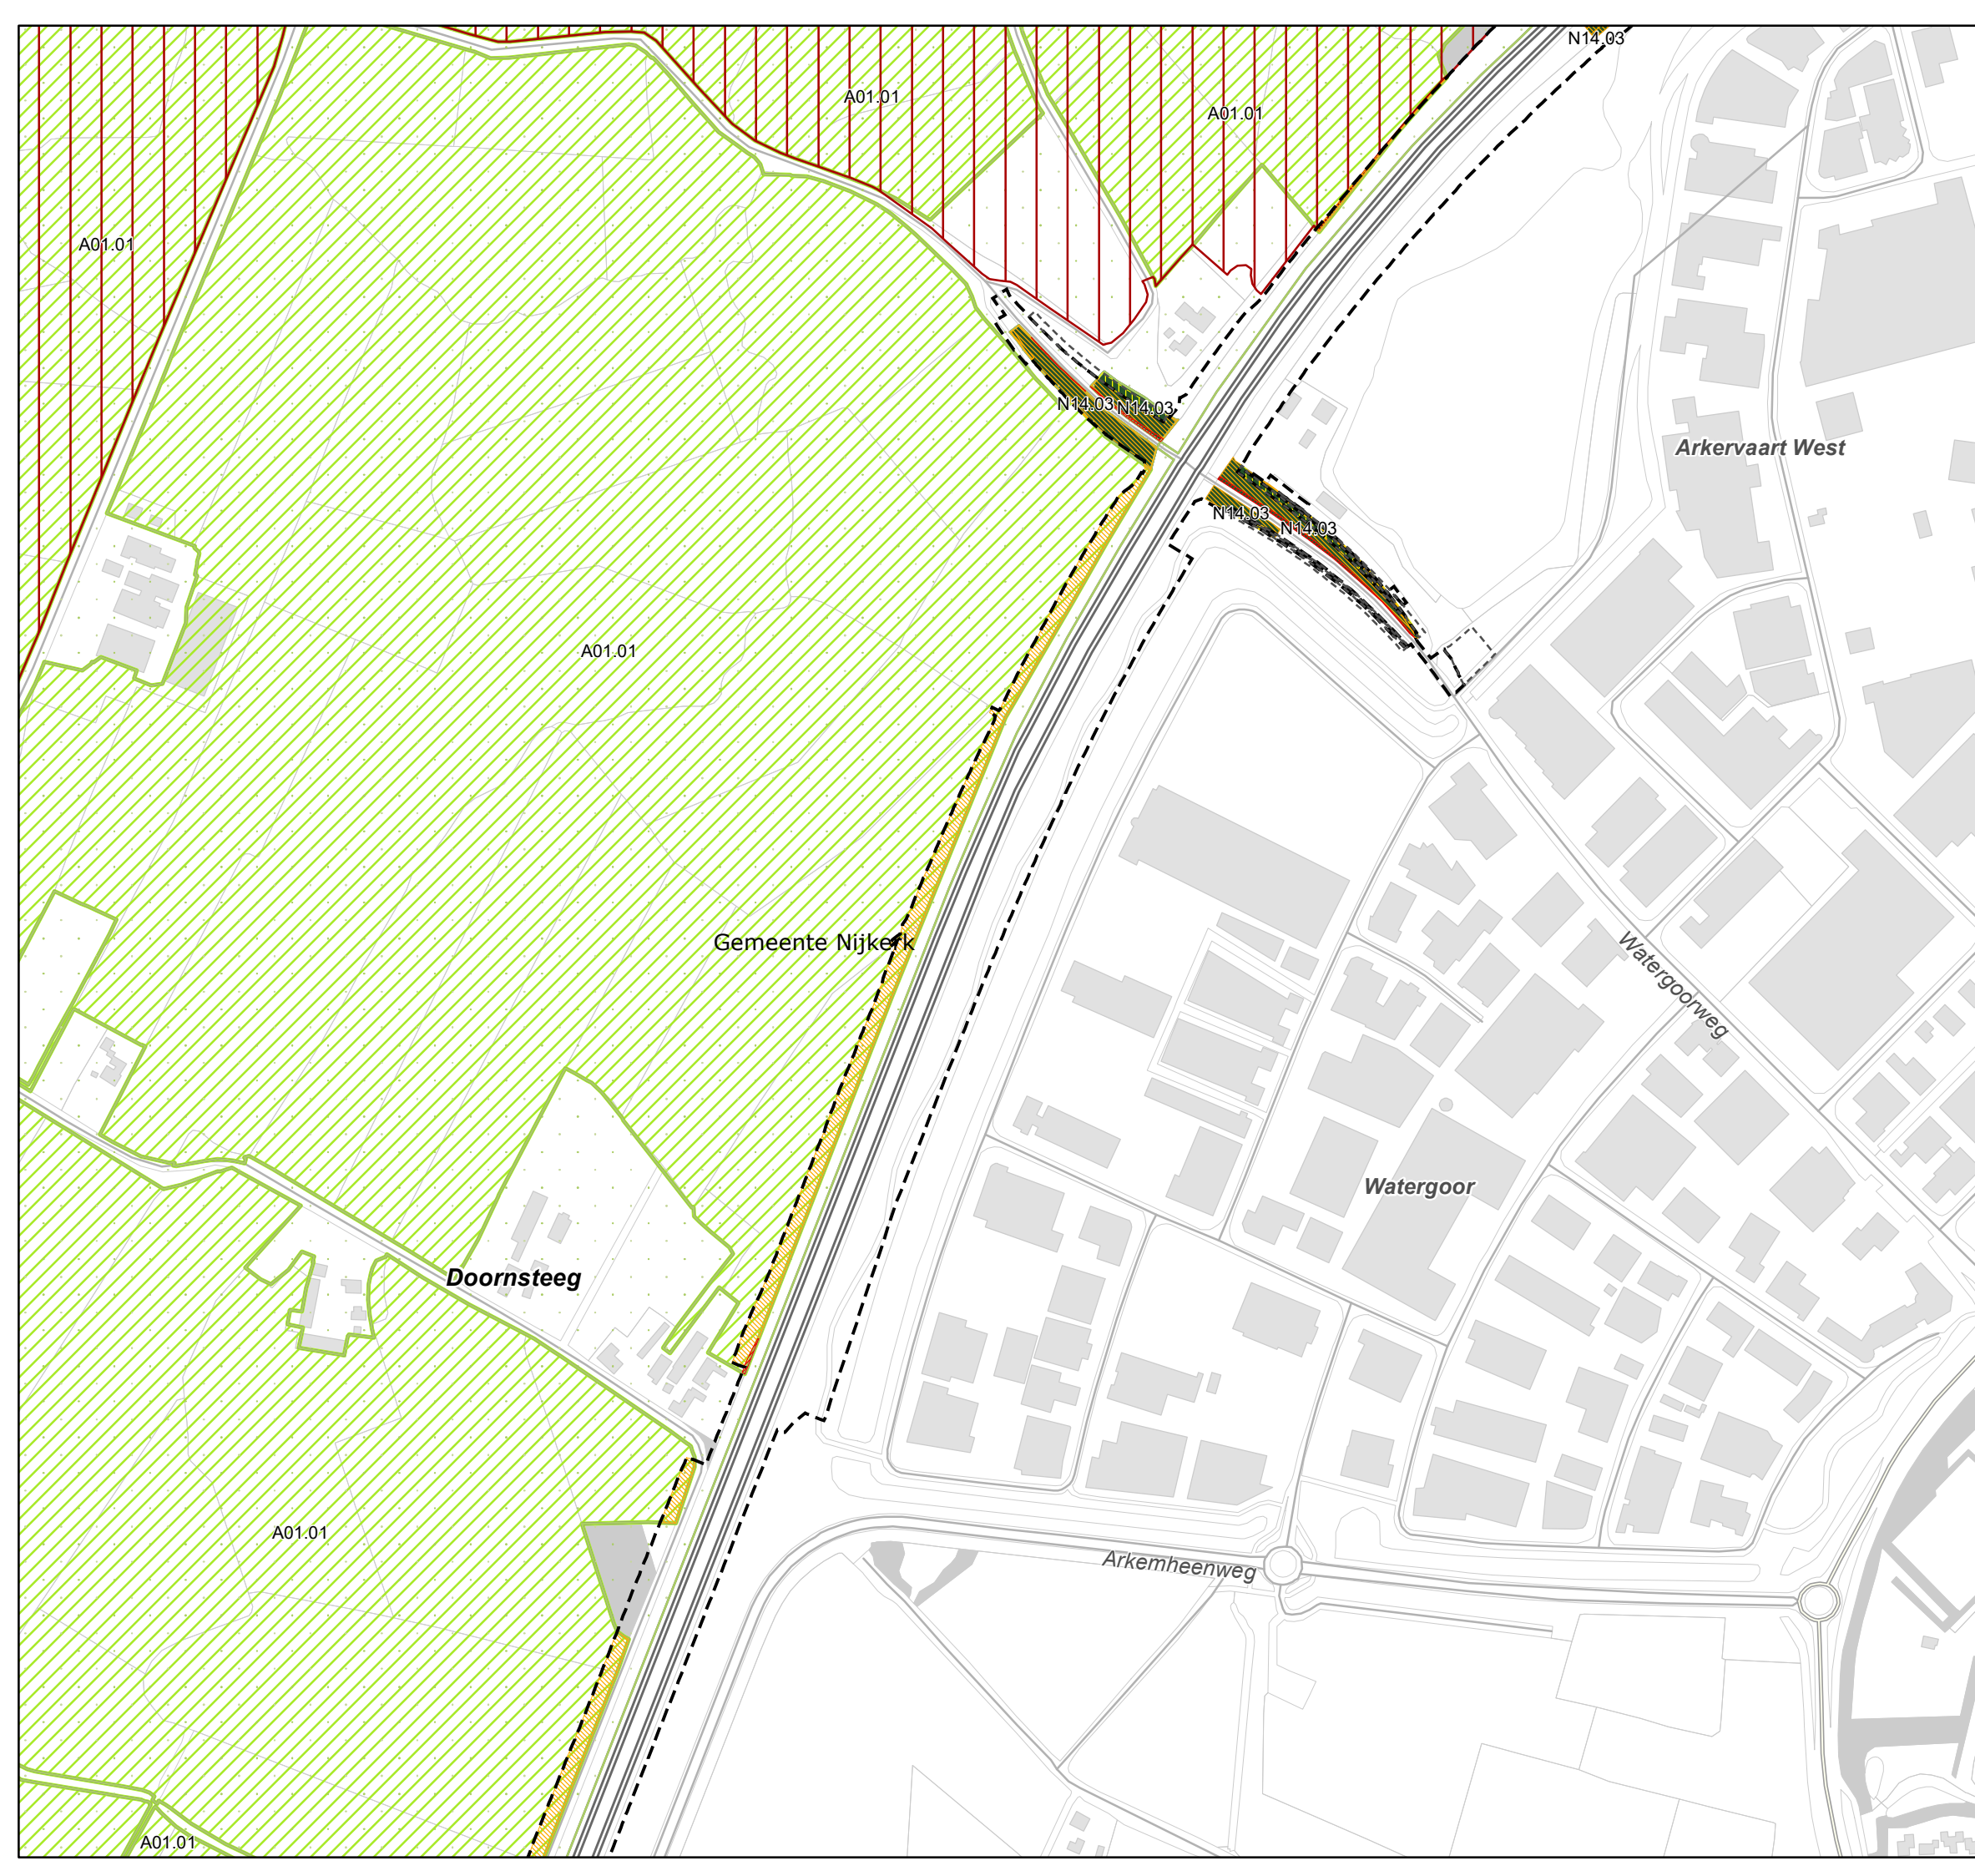 N14.03
A01.01
A01.01
A01.01
N14.03
N14.03
Arkervaart West
N14.03
N14.03
A01.01
Gemeente Nijkerk
Watergoorweg
Watergoor
Doornsteeg
A01.01
Arkemheenweg
A01.01